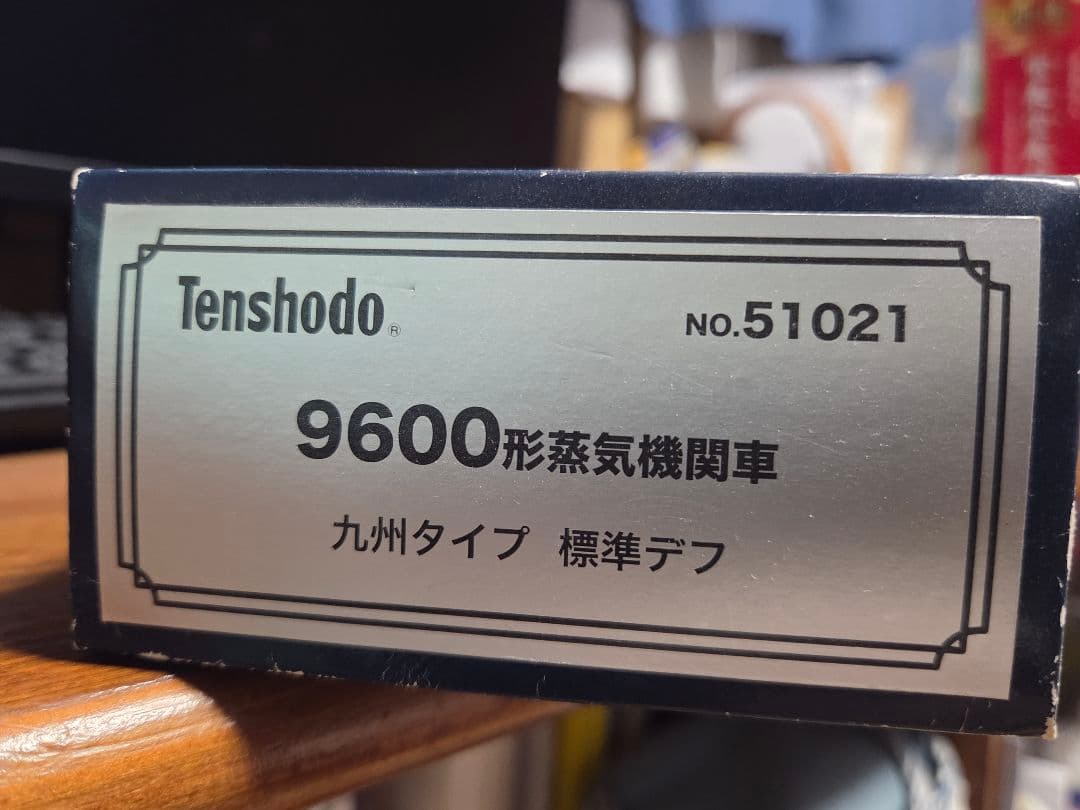 Tenshodo®
NO.51021
9600形蒸気機関車
九州タイプ 標準デフ